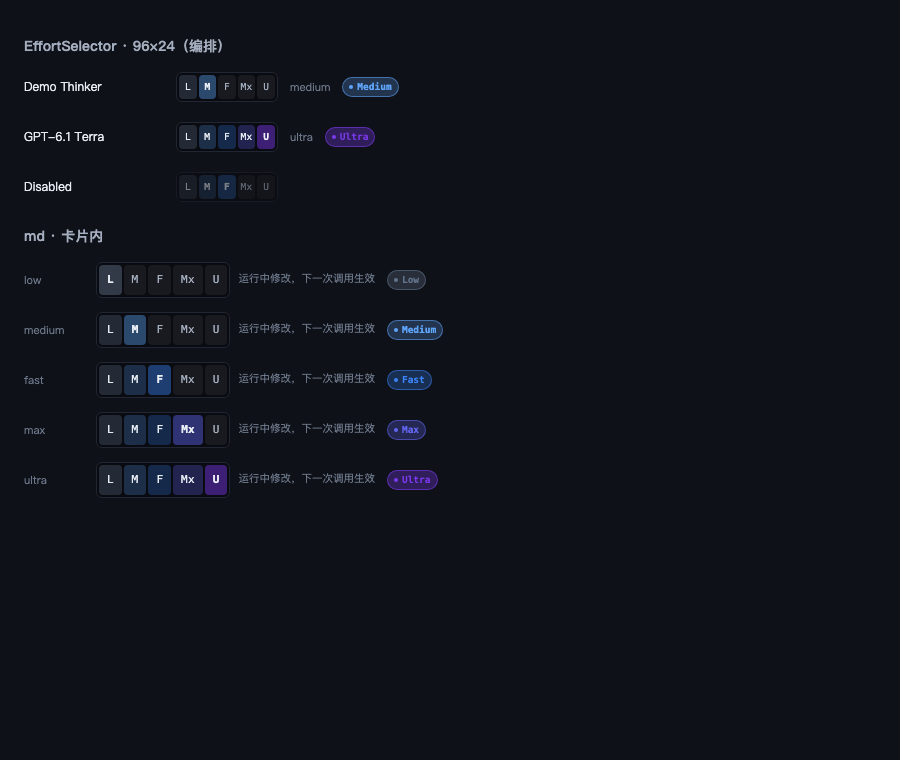 EffortSelector · 96×24（编排）
Demo Thinker L M F Mx U medium Medium
GPT-6.1 Terra L M F Mx U ultra Ultra
Disabled L M F Mx U
md · 卡片内
low L M F Mx U 运行中修改，下一次调用生效 Low
medium L M F Mx U 运行中修改，下一次调用生效 Medium
fast L M F Mx U 运行中修改，下一次调用生效 Fast
max L M F Mx U 运行中修改，下一次调用生效 Max
ultra L M F Mx U 运行中修改，下一次调用生效 Ultra